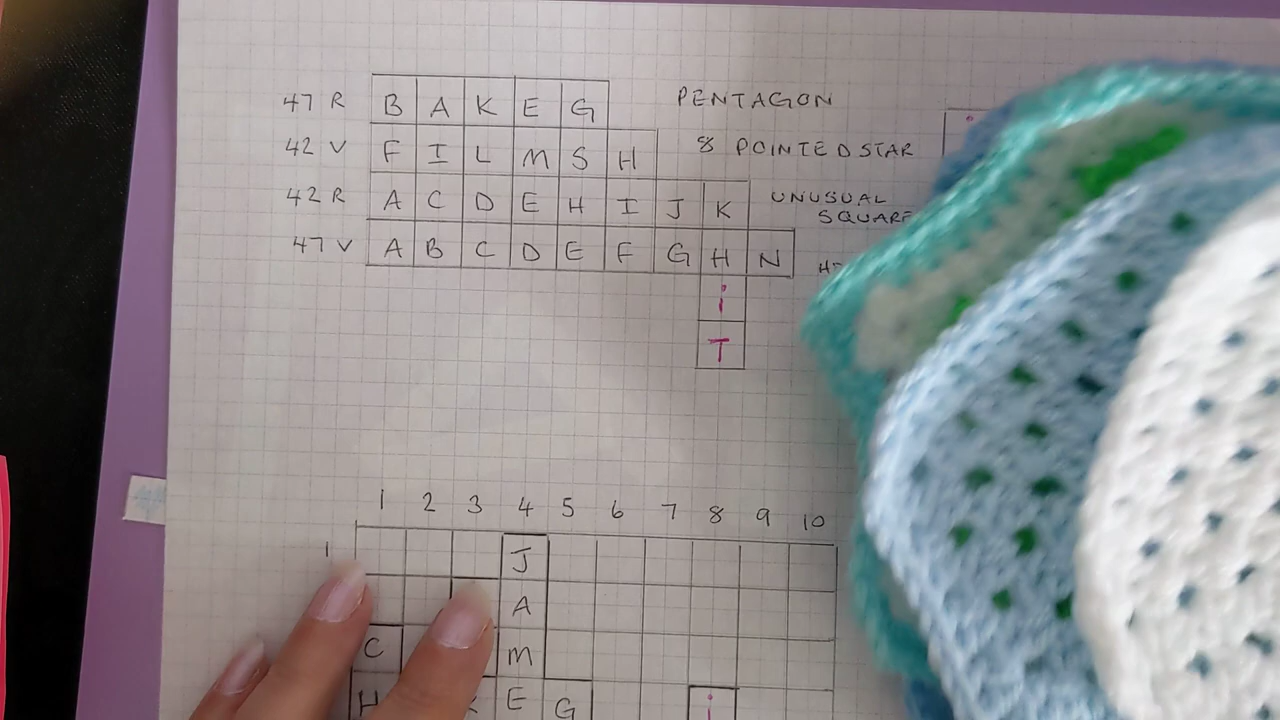 47 R B A K E G PENTAGON
42 V F I L M S H 8 POINTED STAR
42 R A C D E H I J K UNUSUAL
SQUARE
47 V A B C D E F G H N
i
T
1 2 3 4 5 6 7 8 9 10
1 J
A
C M
H E G i